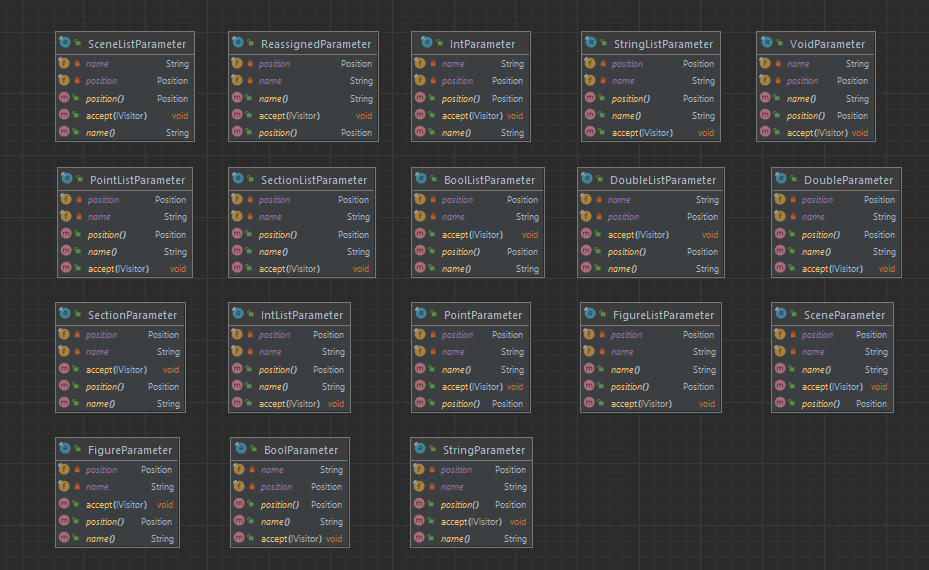 SceneListParameter
name String
position Position
position() Position
accept(IVisitor) void
name() String
ReassignedParameter
position Position
name String
name() String
accept(IVisitor) void
position() Position
IntParameter
name String
position Position
position() Position
accept(IVisitor) void
name() String
StringListParameter
position Position
name String
position() Position
name() String
accept(IVisitor) void
VoidParameter
name String
position Position
name() String
position() Position
accept(IVisitor) void
PointListParameter
position Position
name String
position() Position
name() String
accept(IVisitor) void
SectionListParameter
position Position
name String
position() Position
name() String
accept(IVisitor) void
BoolListParameter
position Position
name String
accept(IVisitor) void
position() Position
name() String
DoubleListParameter
name String
position Position
accept(IVisitor) void
position() Position
name() String
DoubleParameter
position Position
name String
position() Position
name() String
accept(IVisitor) void
SectionParameter
position Position
name String
accept(IVisitor) void
position() Position
name() String
IntListParameter
position Position
name String
position() Position
name() String
accept(IVisitor) void
PointParameter
position Position
name String
name() String
accept(IVisitor) void
position() Position
FigureListParameter
position Position
name String
name() String
position() Position
accept(IVisitor) void
SceneParameter
position Position
name String
name() String
accept(IVisitor) void
position() Position
FigureParameter
position Position
name String
accept(IVisitor) void
position() Position
name() String
BoolParameter
name String
position Position
position() Position
name() String
accept(IVisitor) void
StringParameter
position Position
name String
position() Position
accept(IVisitor) void
name() String